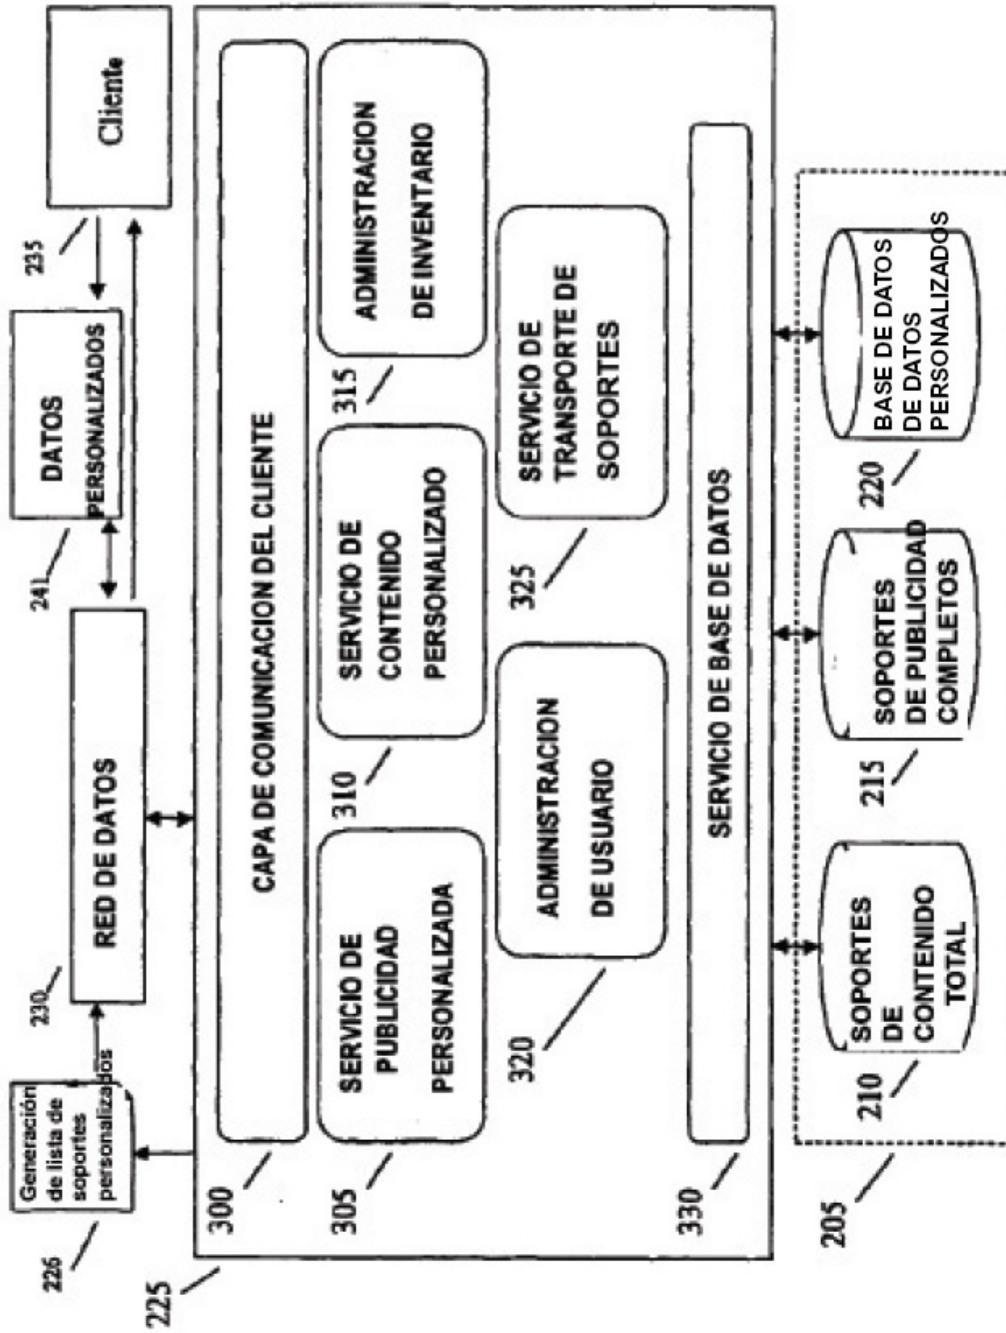 Generación
de lista de
soportes
personalizados
226
RED DE DATOS
230
DATOS
PERSONALIZADOS
241
Cliente
235
225
CAPA DE COMUNICACION DEL CLIENTE
300
SERVICIO DE
PUBLICIDAD
PERSONALIZADA
305
SERVICIO DE
CONTENIDO
PERSONALIZADO
310
ADMINISTRACION
DE INVENTARIO
315
ADMINISTRACION
DE USUARIO
320
SERVICIO DE
TRANSPORTE DE
SOPORTES
325
SERVICIO DE BASE DE DATOS
330
205
SOPORTES
DE
CONTENIDO
TOTAL
210
SOPORTES
DE PUBLICIDAD
COMPLETOS
215
BASE DE DATOS
DE DATOS
PERSONALIZADOS
220